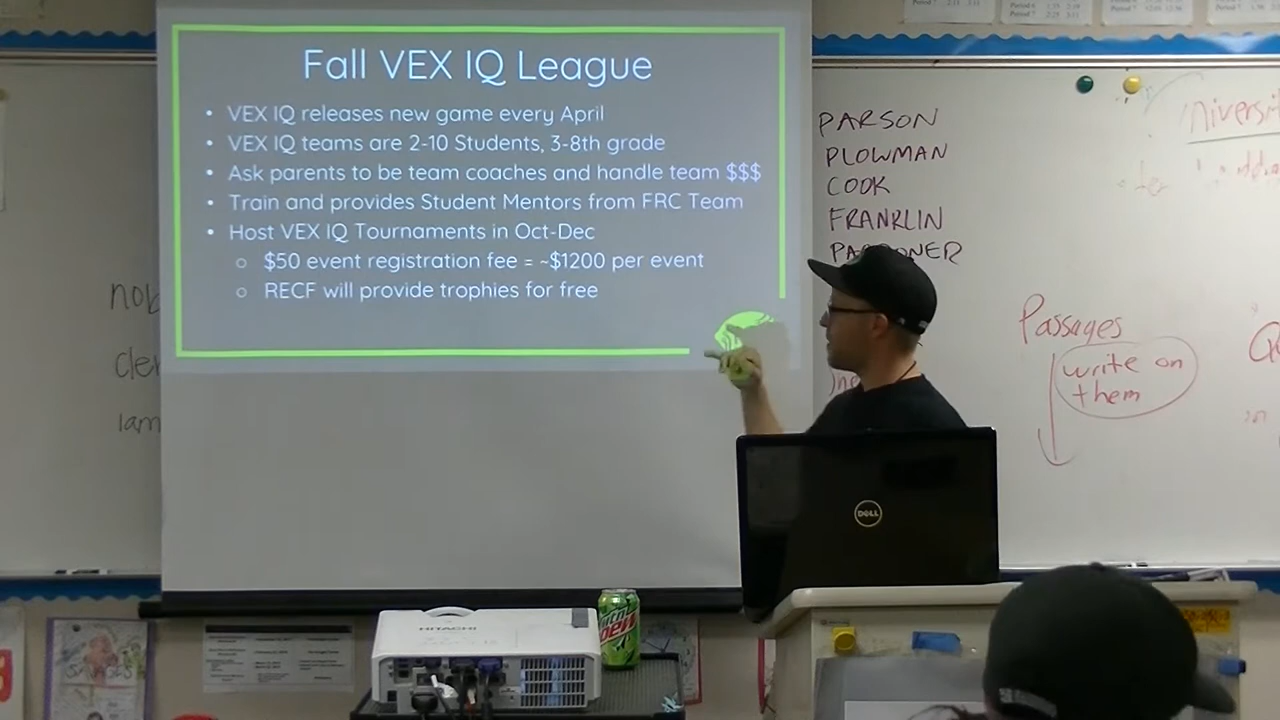 Fall VEX IQ League
• VEX IQ releases new game every April
• VEX IQ teams are 2-10 Students, 3-8th grade
• Ask parents to be team coaches and handle team $$$
• Train and provides Student Mentors from FRC Team
• Host VEX IQ Tournaments in Oct-Dec
○ $50 event registration fee = ~$1200 per event
○ RECF will provide trophies for free
PARSON
PLOWMAN
COOK
FRANKLIN
Passages
write on
them
DELL
HITACHI
Mtn
DEW